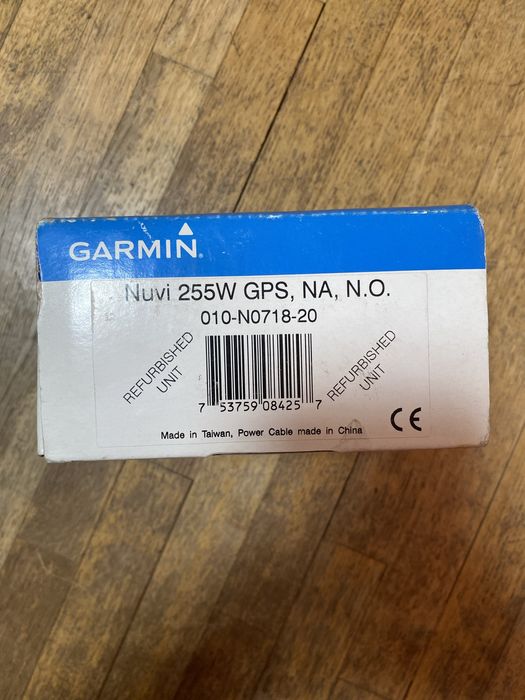 GARMIN
Nuvi 255W GPS, NA, N.O.
010-N0718-20
REFURBISHED
UNIT
REFURBISHED
UNIT
7 53759 08425 7
Made in Taiwan, Power Cable made in China
CE